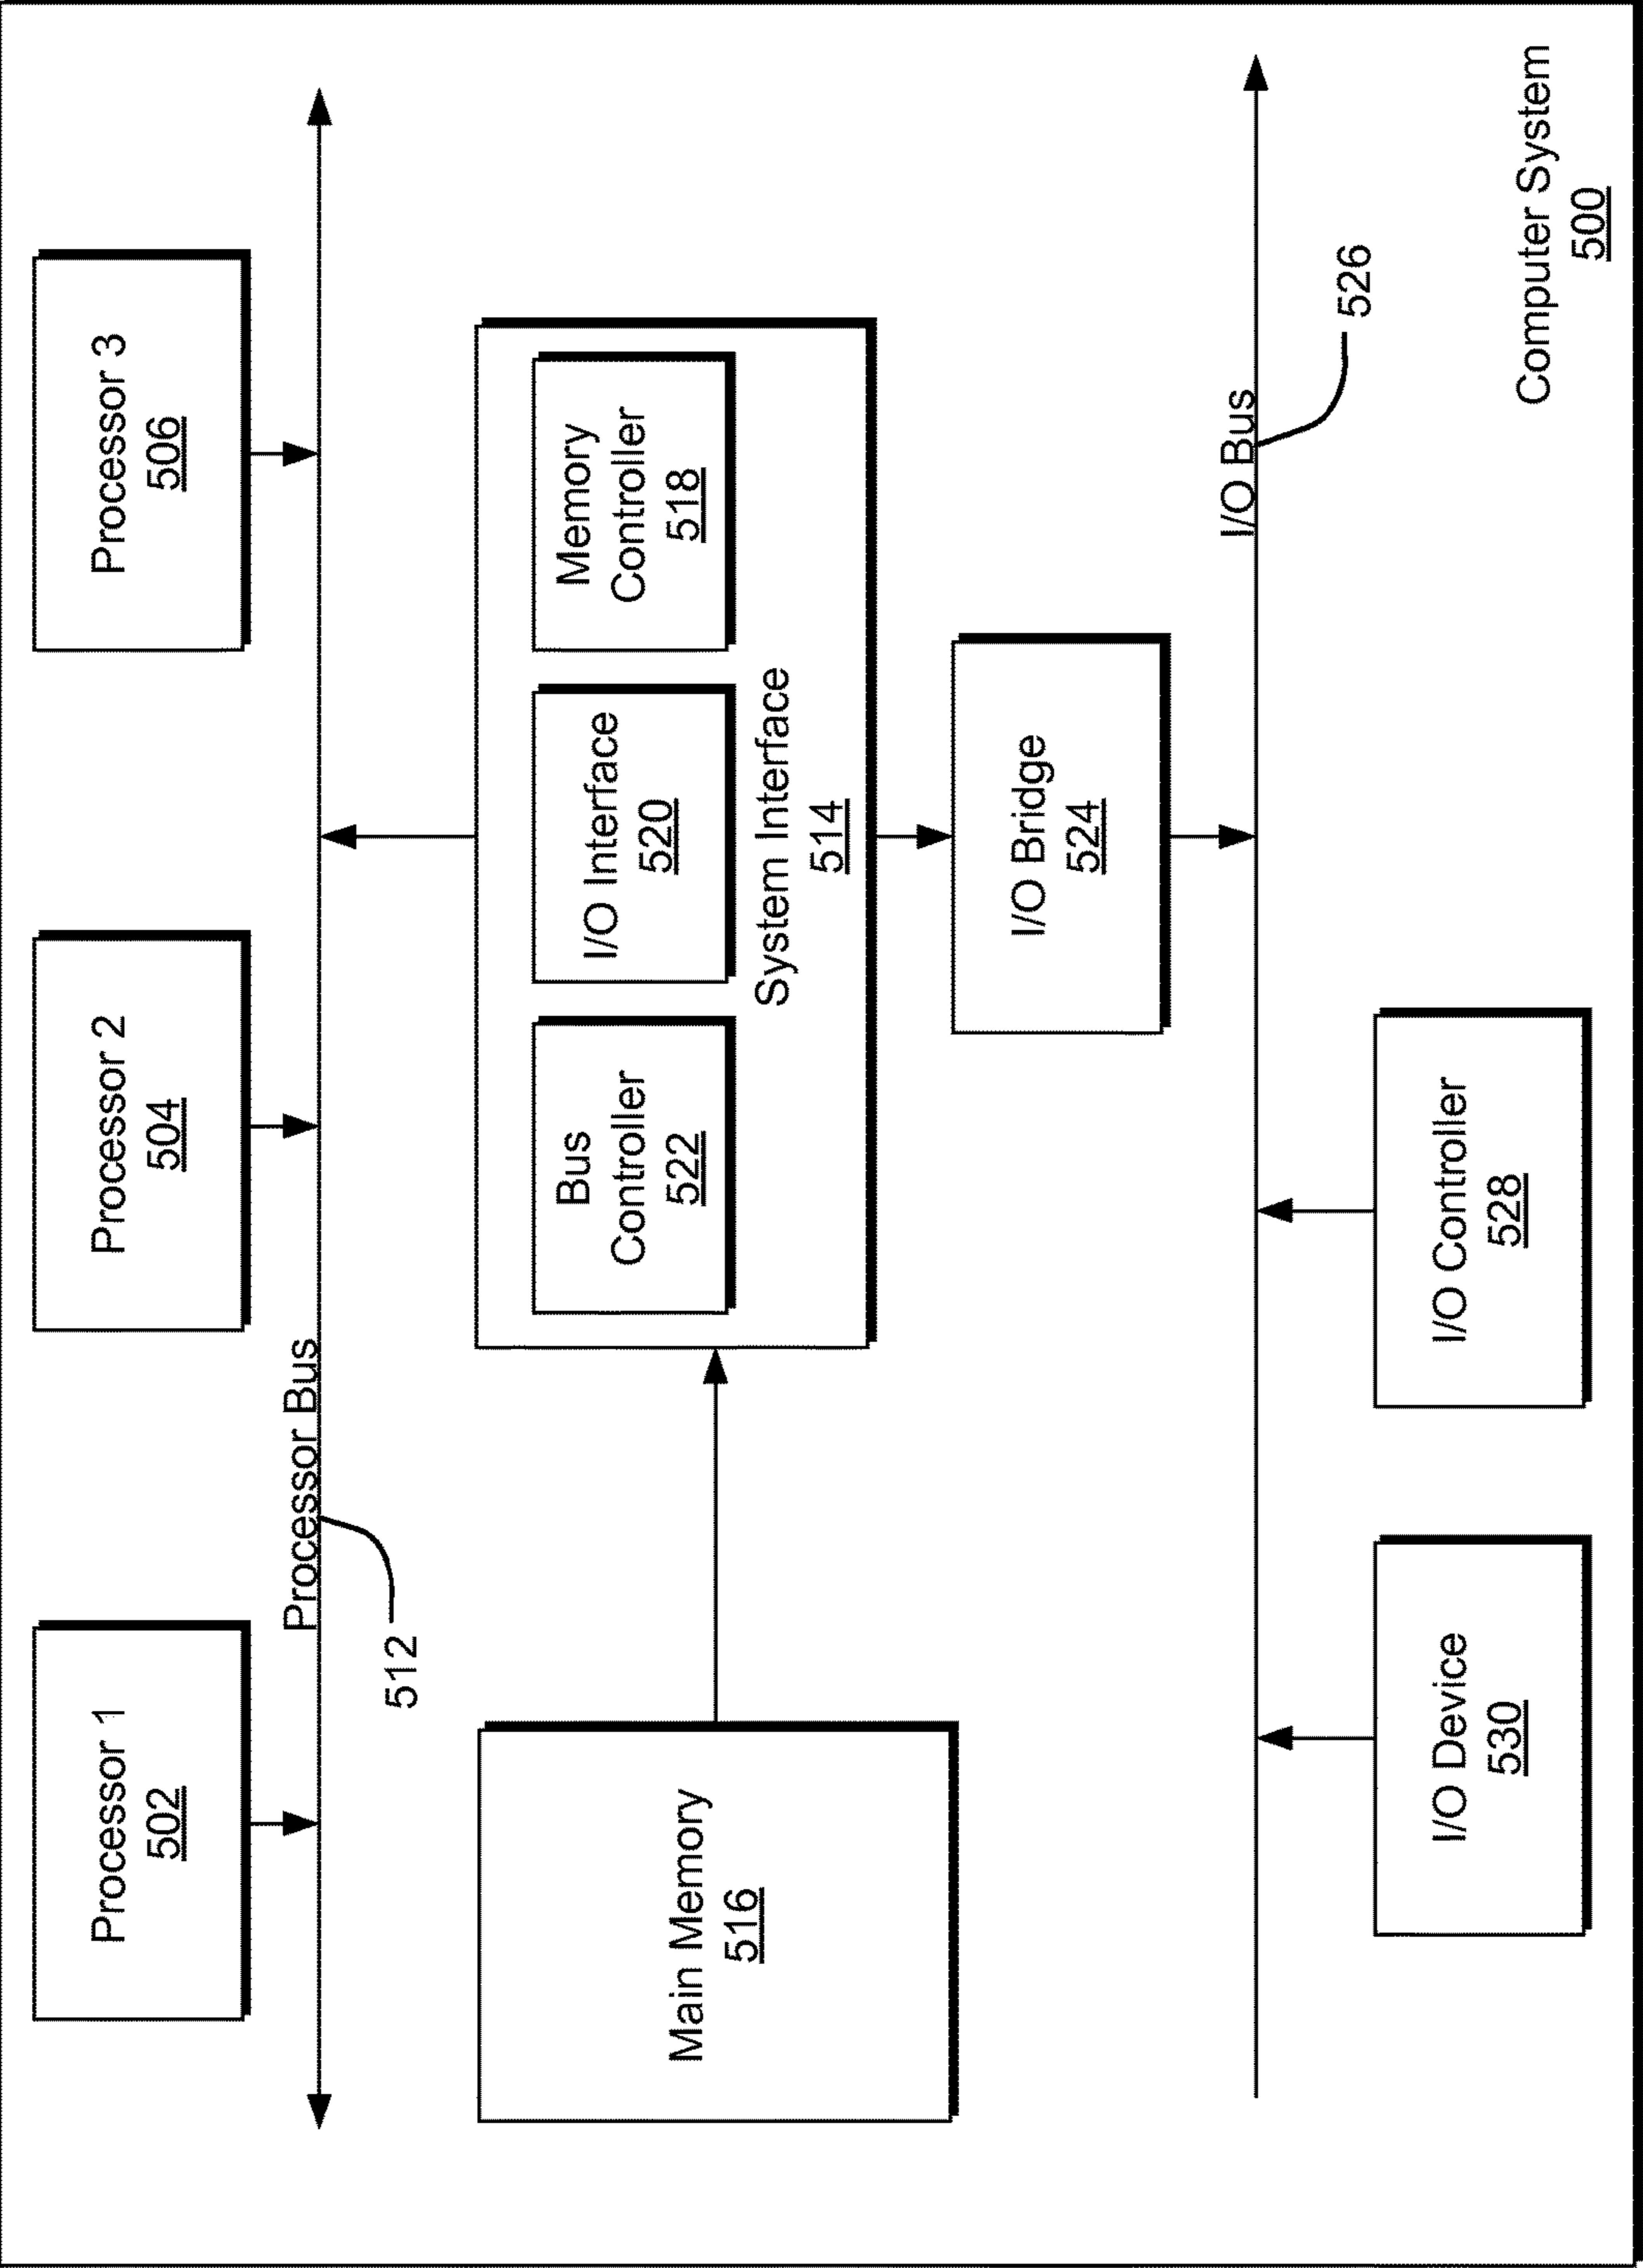 Processor 1
502
Processor 2
504
Processor 3
506
Processor Bus
512
Main Memory
516
Bus
Controller
522
I/O Interface
520
Memory
Controller
518
System Interface
514
I/O Bridge
524
I/O Bus
526
I/O Device
530
I/O Controller
528
Computer System
500